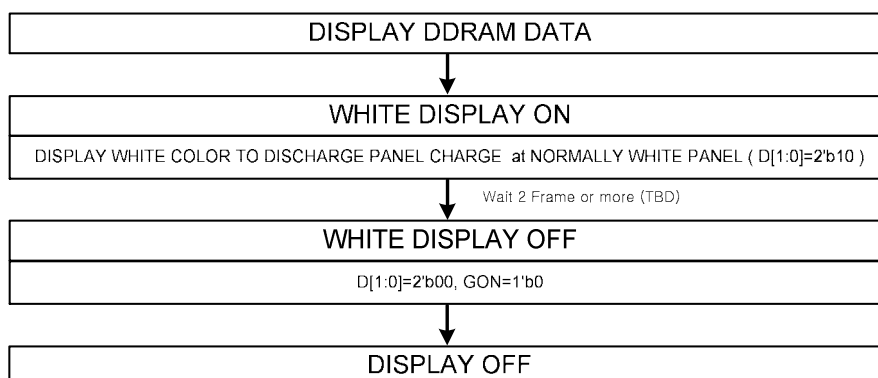 DISPLAY DDRAM DATA
WHITE DISPLAY ON
DISPLAY WHITE COLOR TO DISCHARGE PANEL CHARGE at NORMALLY WHITE PANEL ( D[1:0]=2'b10 )
Wait 2 Frame or more (TBD)
WHITE DISPLAY OFF
D[1:0]=2'b00, GON=1'b0
DISPLAY OFF